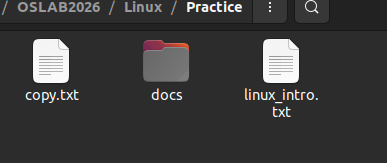 / OSLAB2026 / Linux / Practice
copy.txt
docs
linux_intro.
txt